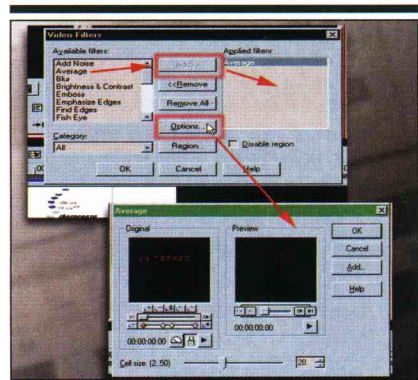 Video Filters
Available filters:
Applied filters:
Add Noise
Average
Blur
Brightness & Contrast
Emboss
Emphasize Edges
Find Edges
Fish Eye
Average
<<Remove
Remove All
Options...
Region...
Disable region
Category:
All
OK
Cancel
Help
Average
Original
Preview
OK
Cancel
Add...
Help
00:00:00:00
00:00:00:00
Cell size: (2..50)
20